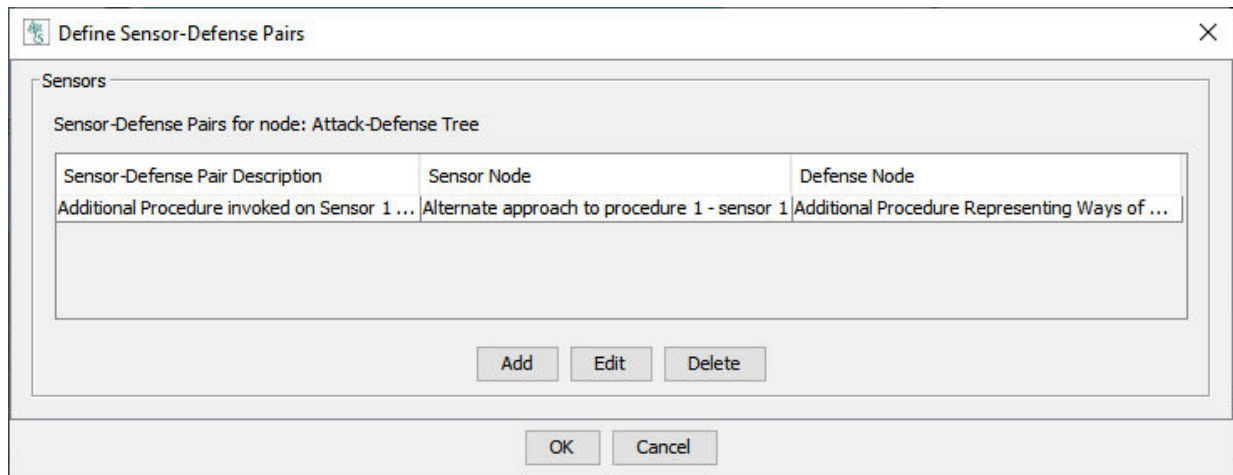 Define Sensor-Defense Pairs
Sensors
Sensor-Defense Pairs for node: Attack-Defense Tree
Sensor-Defense Pair Description Sensor Node Defense Node
Additional Procedure invoked on Sensor 1 ... Alternate approach to procedure 1 - sensor 1 Additional Procedure Representing Ways of ...
Add Edit Delete
OK Cancel